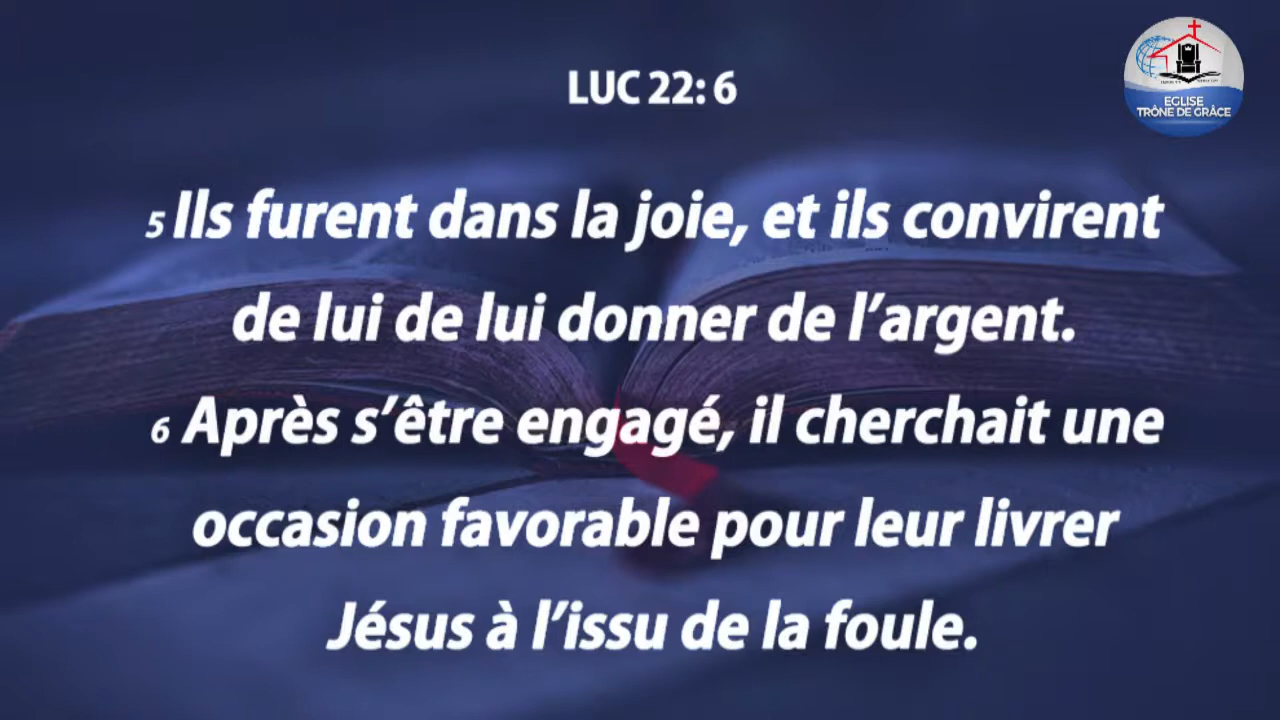 LUC 22: 6
EGLISE
TRÔNE DE GRÂCE
5 Ils furent dans la joie, et ils convirent
de lui de lui donner de l’argent.
6 Après s’être engagé, il cherchait une
occasion favorable pour leur livrer
Jésus à l’issu de la foule.